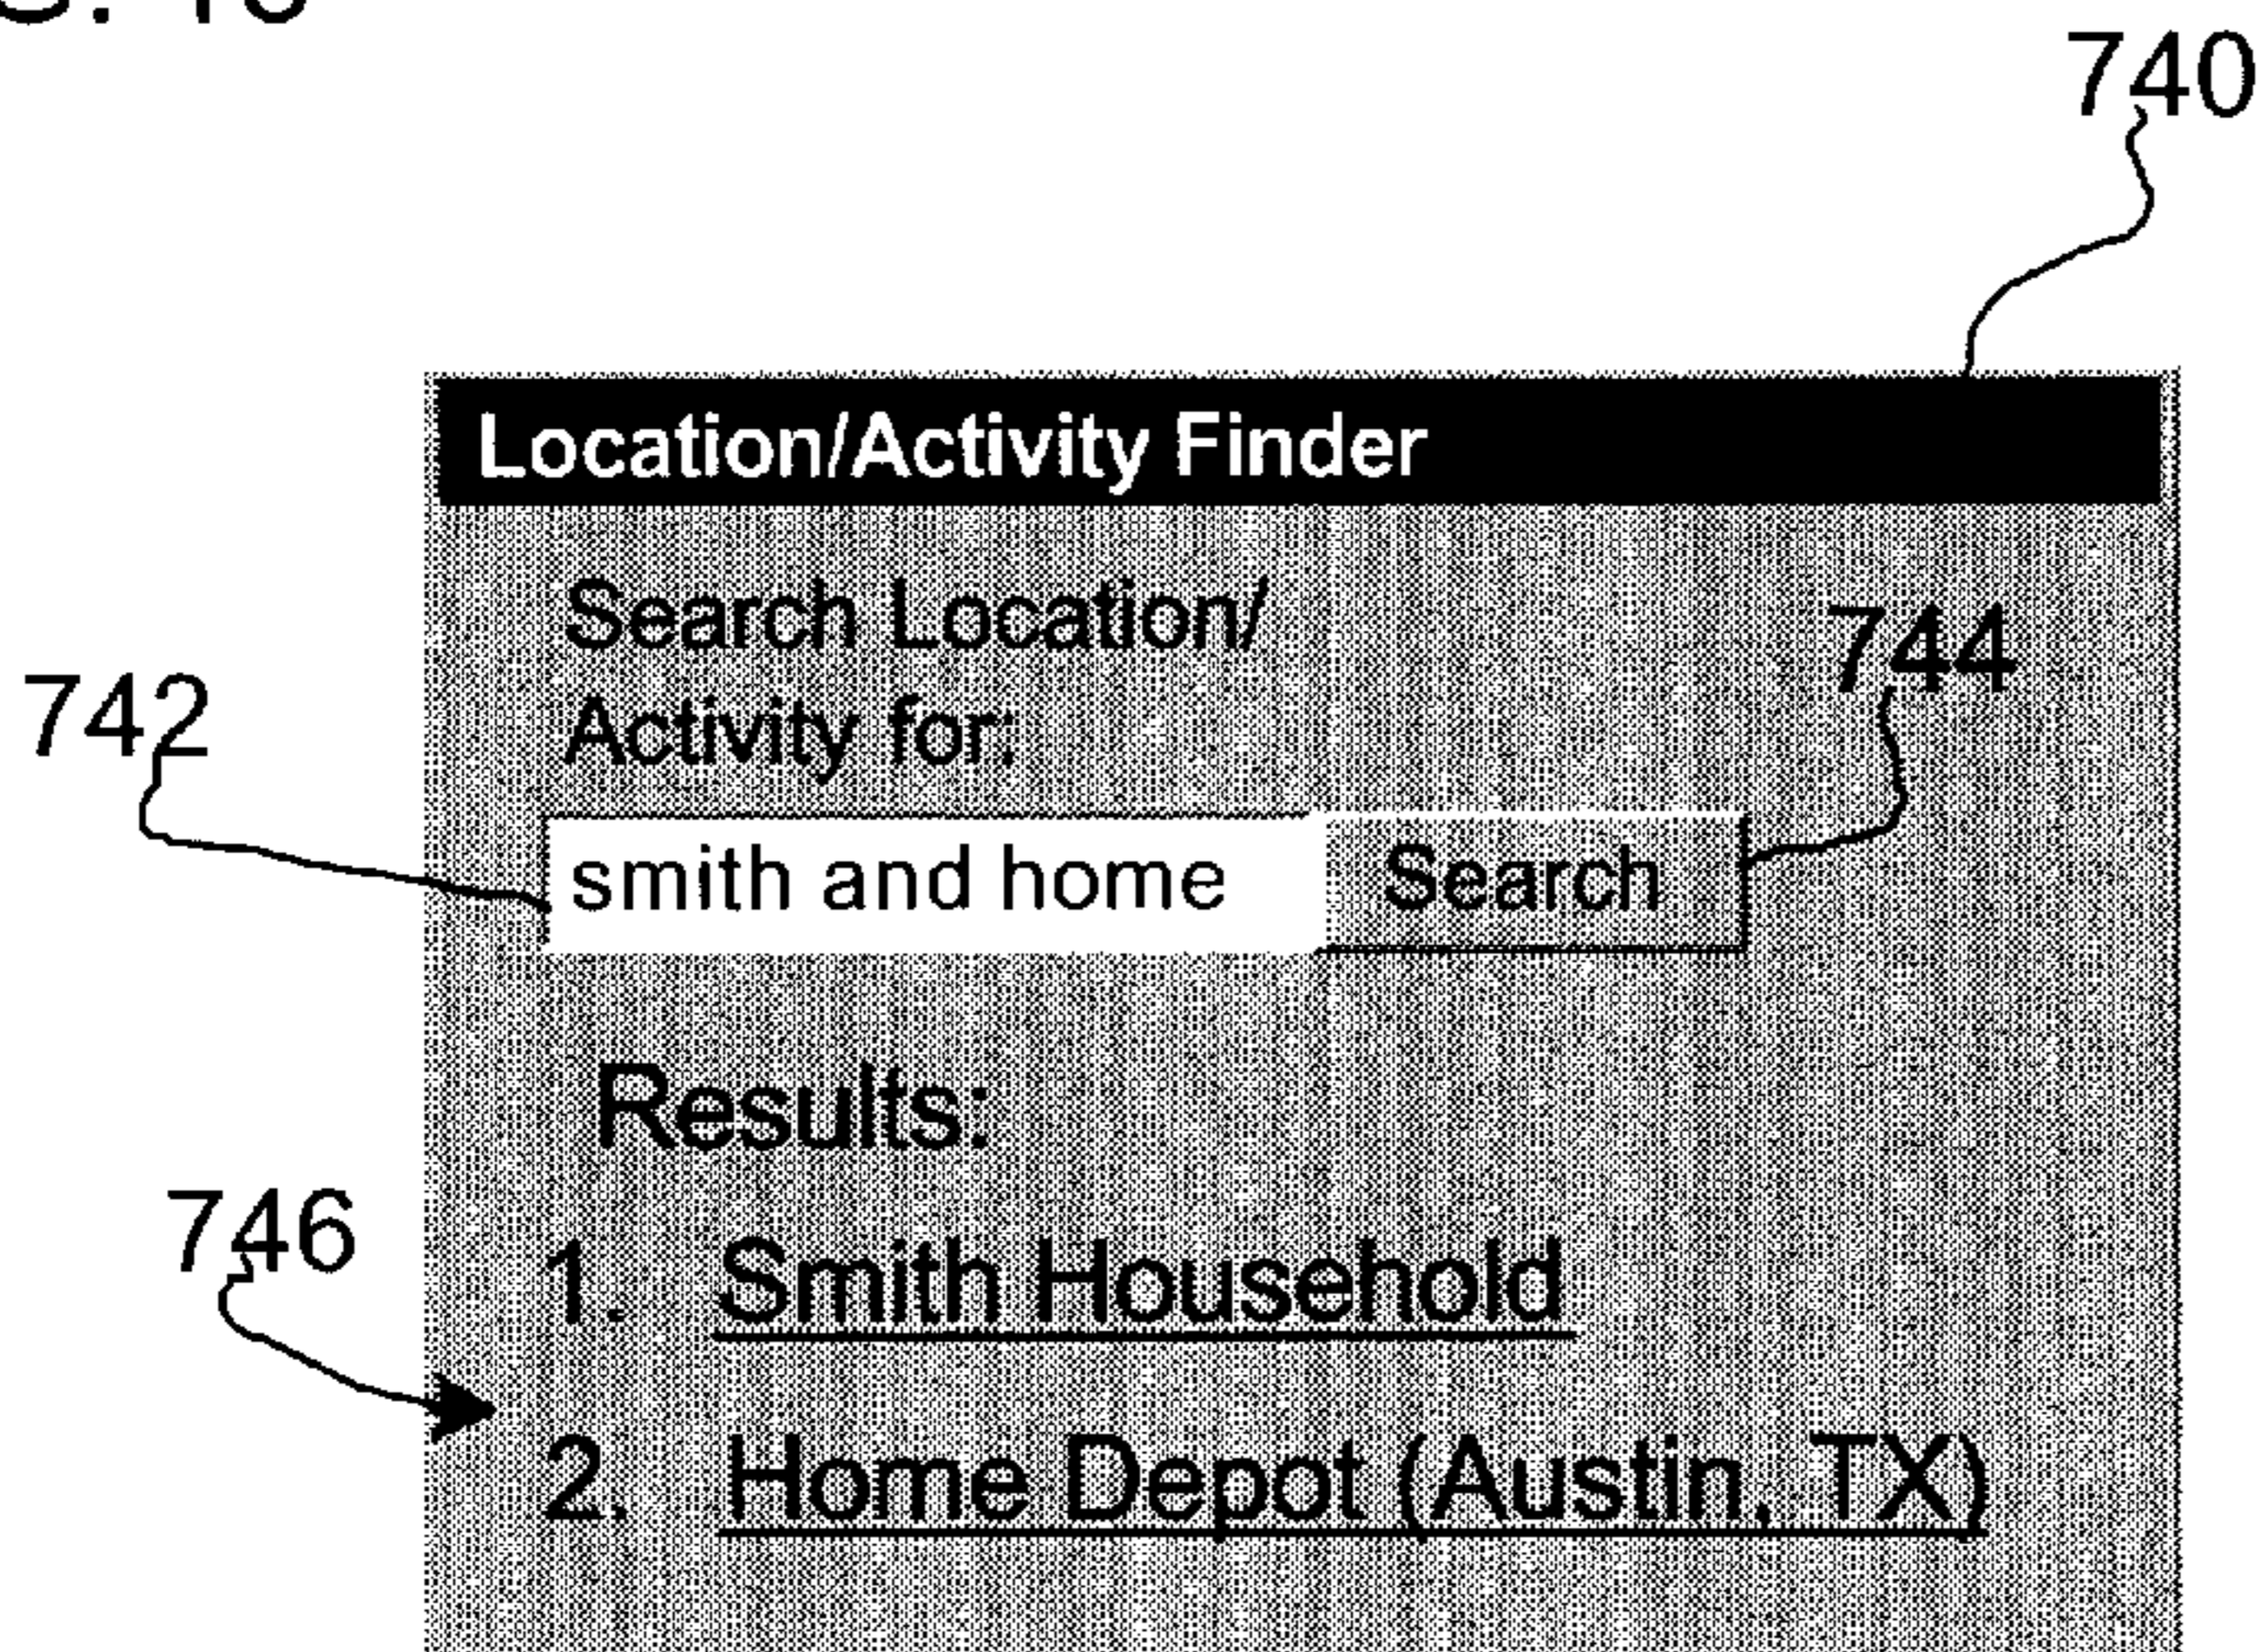 740
Location/Activity Finder
Search Location/
Activity for:
744
742
smith and home Search
Results:
746
1. Smith Household
2. Home Depot (Austin, TX)